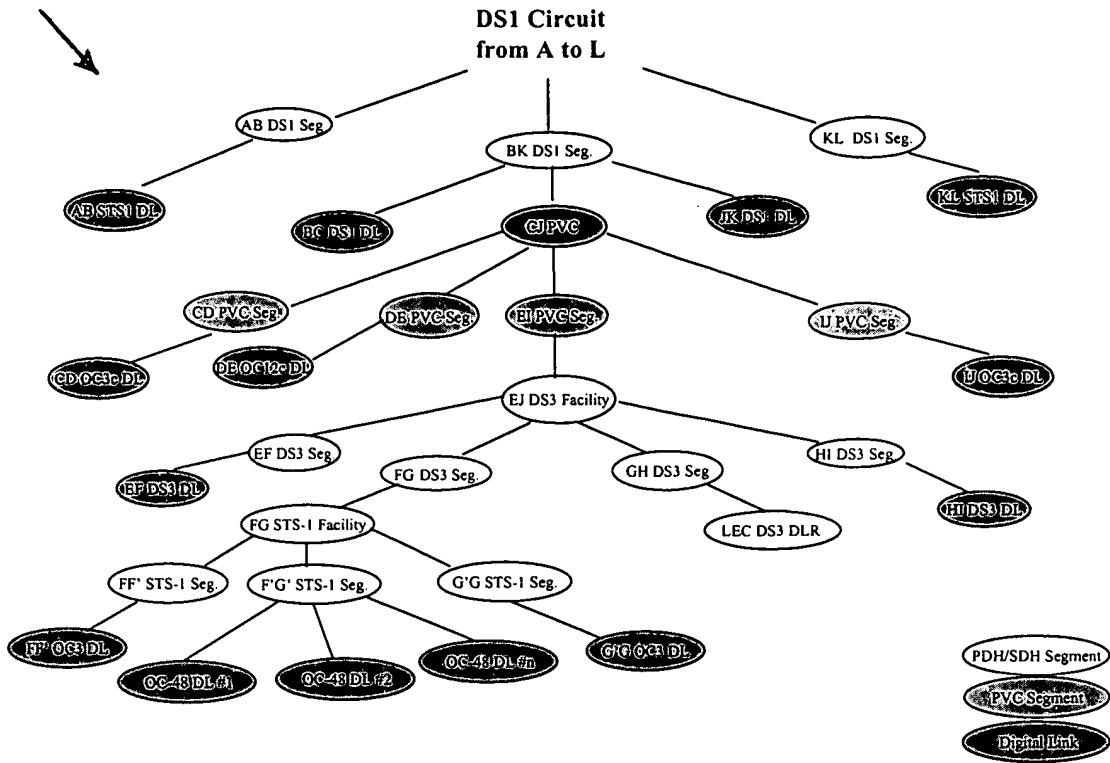 DS1 Circuit
from A to L
AB DS1 Seg.
BK DS1 Seg.
KL DS1 Seg.
AB STS1 DL
BC DS1 DL
CJ PVC
JK DS1 DL
KL STS1 DL
CD PVC Seg.
DE PVC Seg.
EI PVC Seg.
IJ PVC Seg.
CD OC3c DL
DE OC12c DL
IJ OC3c DL
EJ DS3 Facility
EF DS3 Seg.
FG DS3 Seg.
GH DS3 Seg
HI DS3 Seg.
EF DS3 DL
HI DS3 DL
FG STS-1 Facility
LEC DS3 DLR
FF' STS-1 Seg.
F'G' STS-1 Seg.
G'G STS-1 Seg.
FF' OC3 DL
OC-48 DL #1
OC-48 DL #2
OC-48 DL #n
G'G OC3 DL
PDH/SDH Segment
PVC Segment
Digital Link